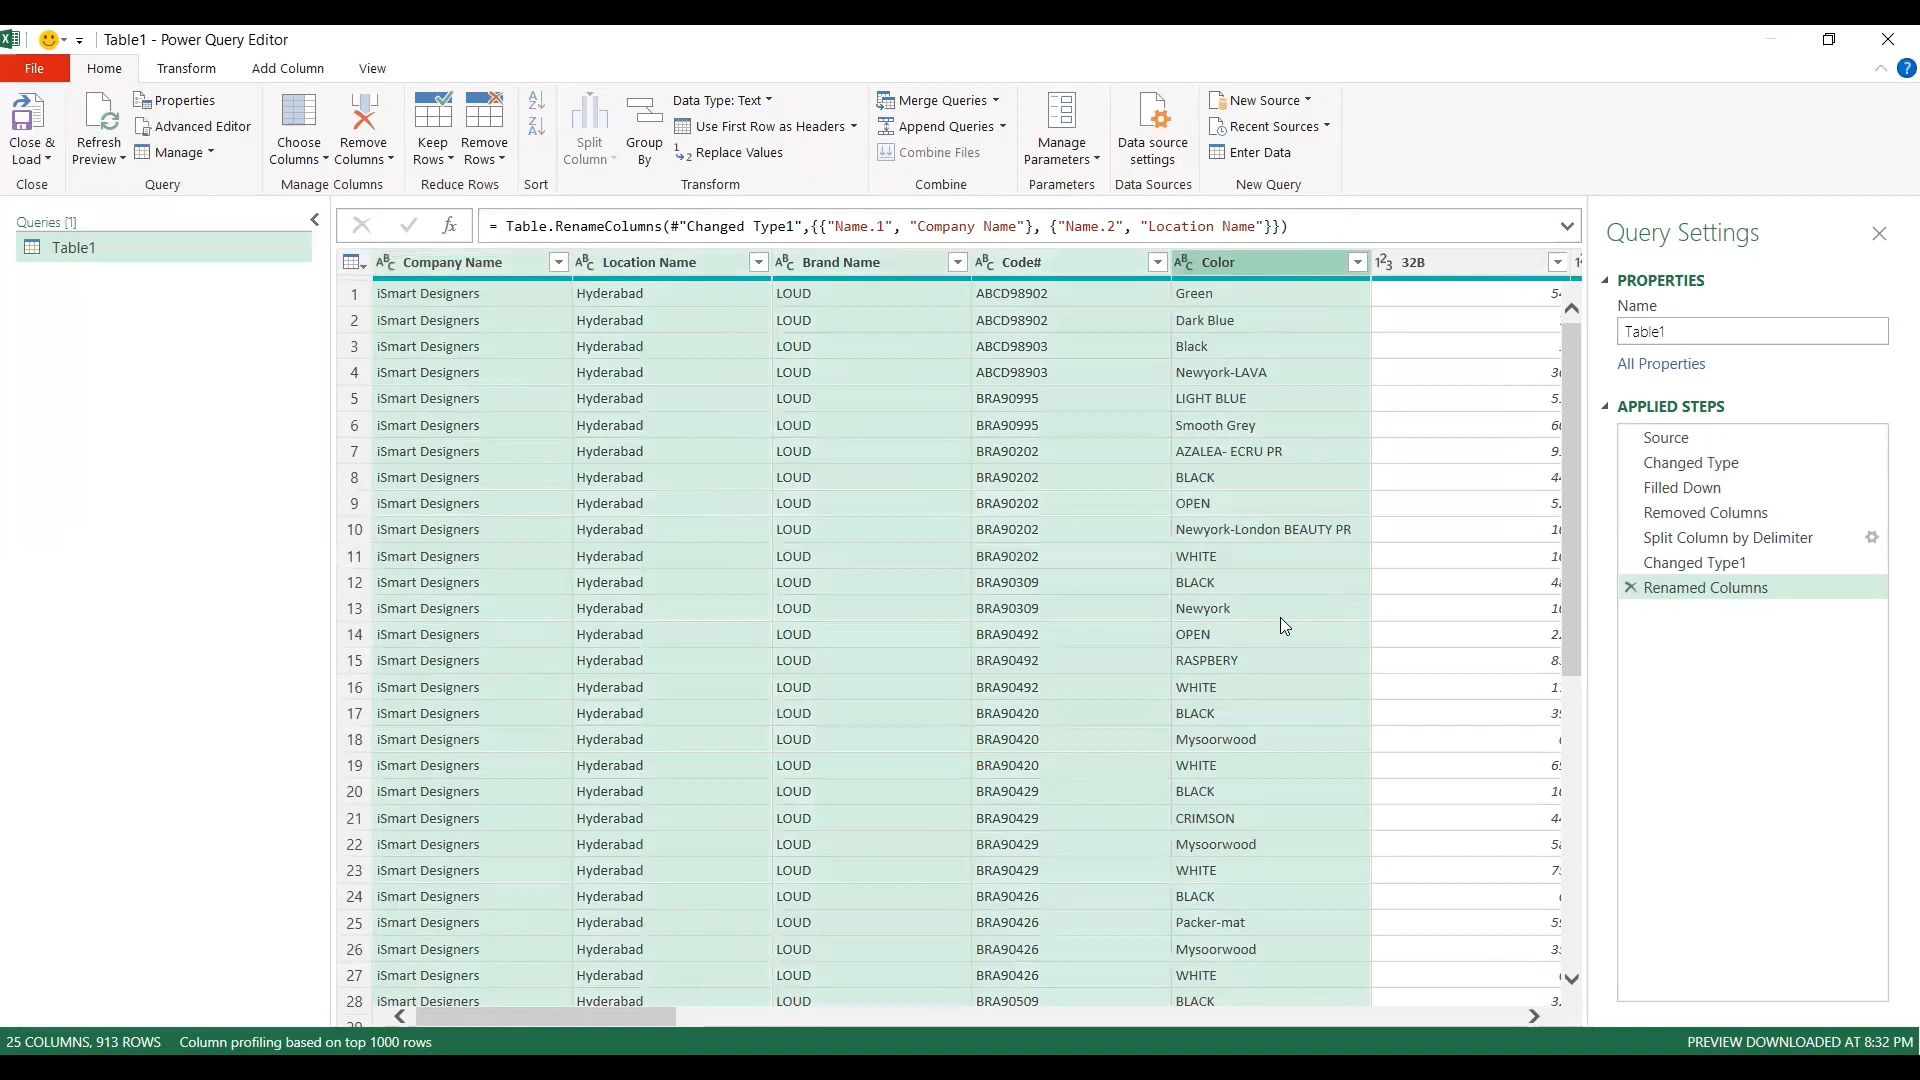 Table1 - Power Query Editor
File Home Transform Add Column View
Close & Load
Close
Refresh Preview
Properties
Advanced Editor
Manage
Query
Choose Columns
Remove Columns
Manage Columns
Keep Rows
Remove Rows
Reduce Rows
Sort
Split Column
Group By
Data Type: Text
Use First Row as Headers
Replace Values
Transform
Merge Queries
Append Queries
Combine Files
Combine
Manage Parameters
Parameters
Data source settings
Data Sources
New Source
Recent Sources
Enter Data
New Query
Queries [1]
Table1
= Table.RenameColumns(#"Changed Type1",{{"Name.1", "Company Name"}, {"Name.2", "Location Name"}})
Company Name Location Name Brand Name Code# Color 32B
1 iSmart Designers Hyderabad LOUD ABCD98902 Green
2 iSmart Designers Hyderabad LOUD ABCD98902 Dark Blue
3 iSmart Designers Hyderabad LOUD ABCD98903 Black
4 iSmart Designers Hyderabad LOUD ABCD98903 Newyork-LAVA
5 iSmart Designers Hyderabad LOUD BRA90995 LIGHT BLUE
6 iSmart Designers Hyderabad LOUD BRA90995 Smooth Grey
7 iSmart Designers Hyderabad LOUD BRA90202 AZALEA- ECRU PR
8 iSmart Designers Hyderabad LOUD BRA90202 BLACK
9 iSmart Designers Hyderabad LOUD BRA90202 OPEN
10 iSmart Designers Hyderabad LOUD BRA90202 Newyork-London BEAUTY PR
11 iSmart Designers Hyderabad LOUD BRA90202 WHITE
12 iSmart Designers Hyderabad LOUD BRA90309 BLACK
13 iSmart Designers Hyderabad LOUD BRA90309 Newyork
14 iSmart Designers Hyderabad LOUD BRA90492 OPEN
15 iSmart Designers Hyderabad LOUD BRA90492 RASPBERY
16 iSmart Designers Hyderabad LOUD BRA90492 WHITE
17 iSmart Designers Hyderabad LOUD BRA90420 BLACK
18 iSmart Designers Hyderabad LOUD BRA90420 Mysoorwood
19 iSmart Designers Hyderabad LOUD BRA90420 WHITE
20 iSmart Designers Hyderabad LOUD BRA90429 BLACK
21 iSmart Designers Hyderabad LOUD BRA90429 CRIMSON
22 iSmart Designers Hyderabad LOUD BRA90429 Mysoorwood
23 iSmart Designers Hyderabad LOUD BRA90429 WHITE
24 iSmart Designers Hyderabad LOUD BRA90426 BLACK
25 iSmart Designers Hyderabad LOUD BRA90426 Packer-mat
26 iSmart Designers Hyderabad LOUD BRA90426 Mysoorwood
27 iSmart Designers Hyderabad LOUD BRA90426 WHITE
28 iSmart Designers Hyderabad LOUD BRA90509 BLACK
Query Settings
PROPERTIES
Name
Table1
All Properties
APPLIED STEPS
Source
Changed Type
Filled Down
Removed Columns
Split Column by Delimiter
Changed Type1
Renamed Columns
25 COLUMNS, 913 ROWS Column profiling based on top 1000 rows PREVIEW DOWNLOADED AT 8:32 PM